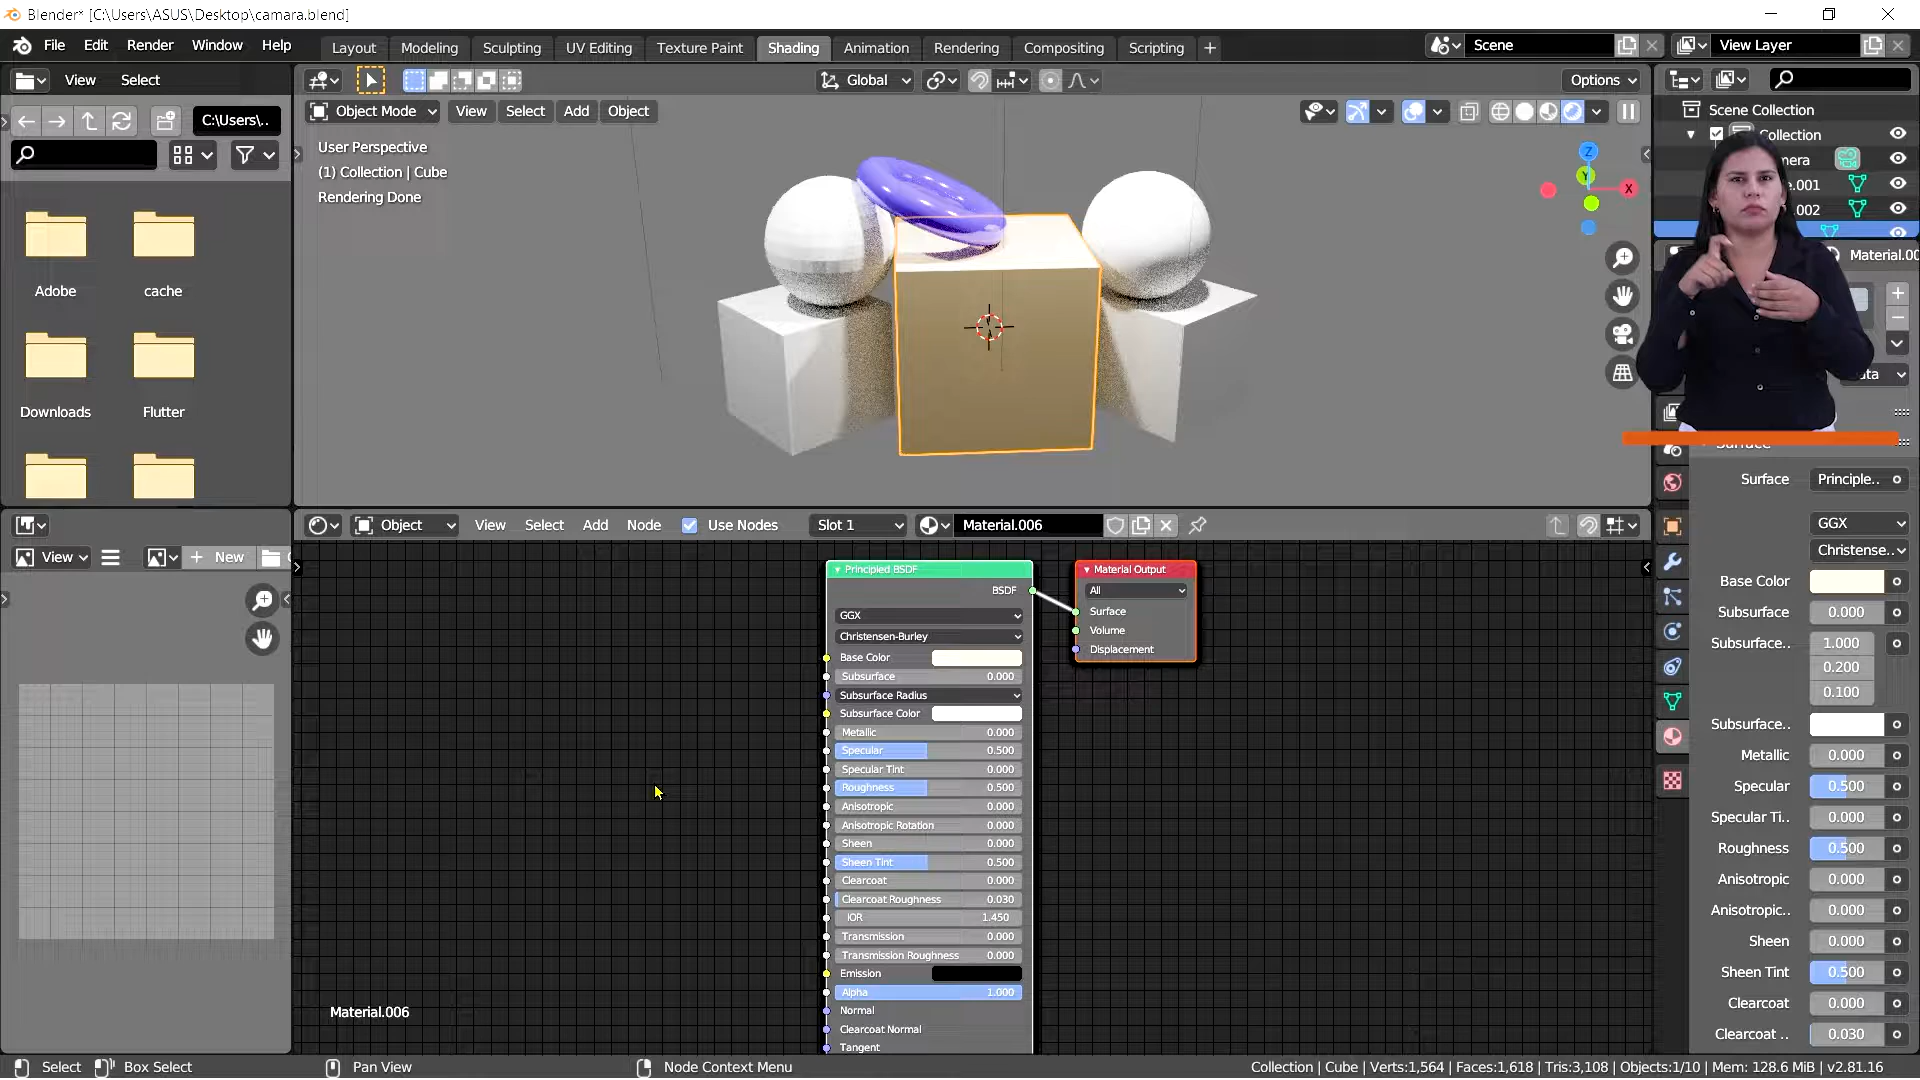 Blender* [C:\Users\ASUS\Desktop\camara.blend]
File Edit Render Window Help
Layout Modeling Sculpting UV Editing Texture Paint Shading Animation Rendering Compositing Scripting +
Scene
View Layer
View Select
Global
Options
C:\Users\..
Object Mode View Select Add Object
User Perspective
(1) Collection | Cube
Rendering Done
Z
Y
X
Scene Collection
Collection
mera
.001
.002
Material.00
Adobe
cache
Downloads
Flutter
ata
Surface
Surface Principle..
GGX
Christense..
Base Color
Subsurface 0.000
Subsurface.. 1.000
0.200
0.100
Subsurface..
Metallic 0.000
Specular 0.500
Specular Ti.. 0.000
Roughness 0.500
Anisotropic 0.000
Anisotropic.. 0.000
Sheen 0.000
Sheen Tint 0.500
Clearcoat 0.000
Clearcoat .. 0.030
Object View Select Add Node Use Nodes Slot 1 Material.006
View New
Principled BSDF
BSDF
GGX
Christensen-Burley
Base Color
Subsurface 0.000
Subsurface Radius
Subsurface Color
Metallic 0.000
Specular 0.500
Specular Tint 0.000
Roughness 0.500
Anisotropic 0.000
Anisotropic Rotation 0.000
Sheen 0.000
Sheen Tint 0.500
Clearcoat 0.000
Clearcoat Roughness 0.030
IOR 1.450
Transmission 0.000
Transmission Roughness 0.000
Emission
Alpha 1.000
Normal
Clearcoat Normal
Tangent
Material Output
All
Surface
Volume
Displacement
Material.006
Select Box Select Pan View Node Context Menu
Collection | Cube | Verts:1,564 | Faces:1,618 | Tris:3,108 | Objects:1/10 | Mem: 128.6 MiB | v2.81.16